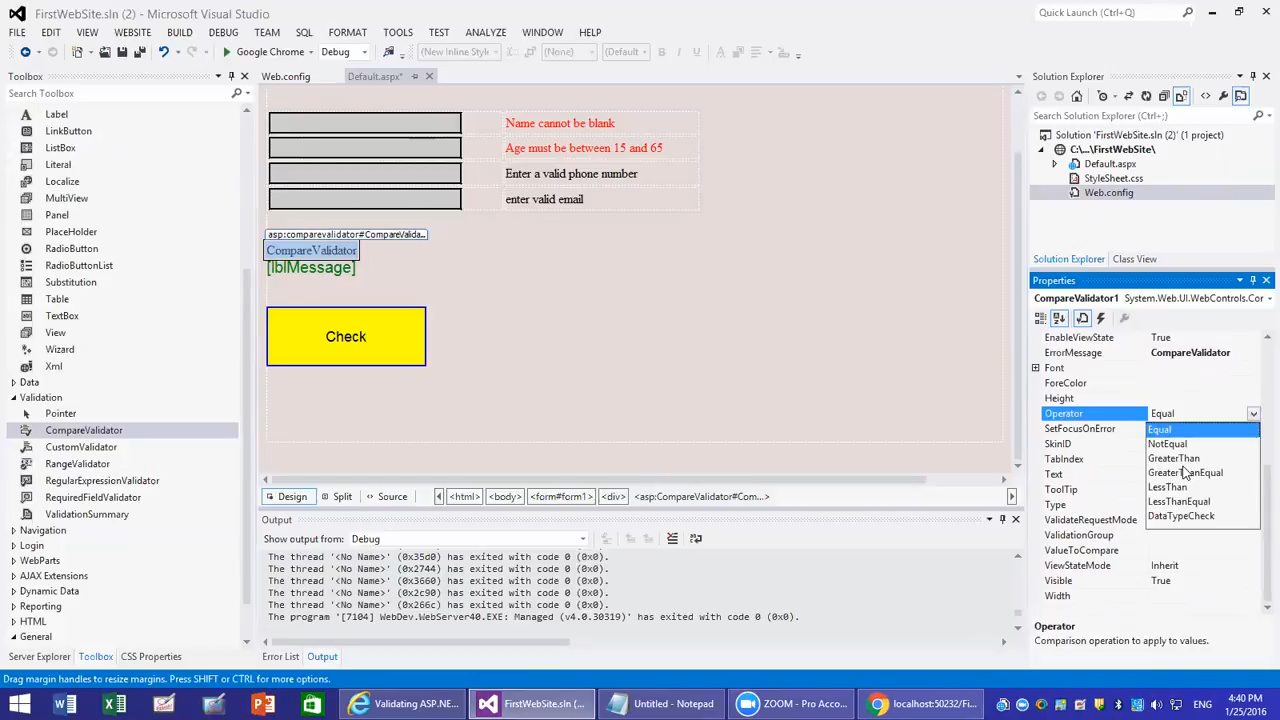 FirstWebSite.sln (2) - Microsoft Visual Studio
Quick Launch (Ctrl+Q)
FILE EDIT VIEW WEBSITE BUILD DEBUG TEAM SQL FORMAT TOOLS TEST ANALYZE WINDOW HELP
Google Chrome Debug (New Inline Style) (None) (Default
Toolbox
Search Toolbox
Label
LinkButton
ListBox
Literal
Localize
MultiView
Panel
PlaceHolder
RadioButton
RadioButtonList
Substitution
Table
TextBox
View
Wizard
Xml
Data
Validation
Pointer
CompareValidator
CustomValidator
RangeValidator
RegularExpressionValidator
RequiredFieldValidator
ValidationSummary
Navigation
Login
WebParts
AJAX Extensions
Dynamic Data
Reporting
HTML
General
Server Explorer Toolbox CSS Properties
Web.config Default.aspx*
Name cannot be blank
Age must be between 15 and 65
Enter a valid phone number
enter valid email
asp:comparevalidator#CompareValida...
CompareValidator
[lblMessage]
Check
Design Split Source <html> <body> <form#form1> <div> <asp:CompareValidator#Com...>
Output
Show output from: Debug
The thread '<No Name>' (0x35d0) has exited with code 0 (0x0).
The thread '<No Name>' (0x2744) has exited with code 0 (0x0).
The thread '<No Name>' (0x3660) has exited with code 0 (0x0).
The thread '<No Name>' (0x2c90) has exited with code 0 (0x0).
The thread '<No Name>' (0x266c) has exited with code 0 (0x0).
The program '[7104] WebDev.WebServer40.EXE: Managed (v4.0.30319)' has exited with code 0 (0x0).
Error List Output
Solution Explorer
Search Solution Explorer (Ctrl+;)
Solution 'FirstWebSite.sln (2)' (1 project)
C:\...\FirstWebSite\
Default.aspx
StyleSheet.css
Web.config
Solution Explorer Class View
Properties
CompareValidator1 System.Web.UI.WebControls.Cor
EnableViewState True
ErrorMessage CompareValidator
Font
ForeColor
Height
Operator Equal
SetFocusOnError Equal
SkinID NotEqual
TabIndex GreaterThan
Text GreaterThanEqual
ToolTip LessThan
Type LessThanEqual
ValidateRequestMode DataTypeCheck
ValidationGroup
ValueToCompare
ViewStateMode Inherit
Visible True
Width
Operator
Comparison operation to apply to values.
Drag margin handles to resize margins. Press SHIFT or CTRL for more options.
Validating ASP.NE... FirstWebSite.sln (... Untitled - Notepad ZOOM - Pro Acco... localhost:50232/Fi...
ENG
4:40 PM
1/25/2016